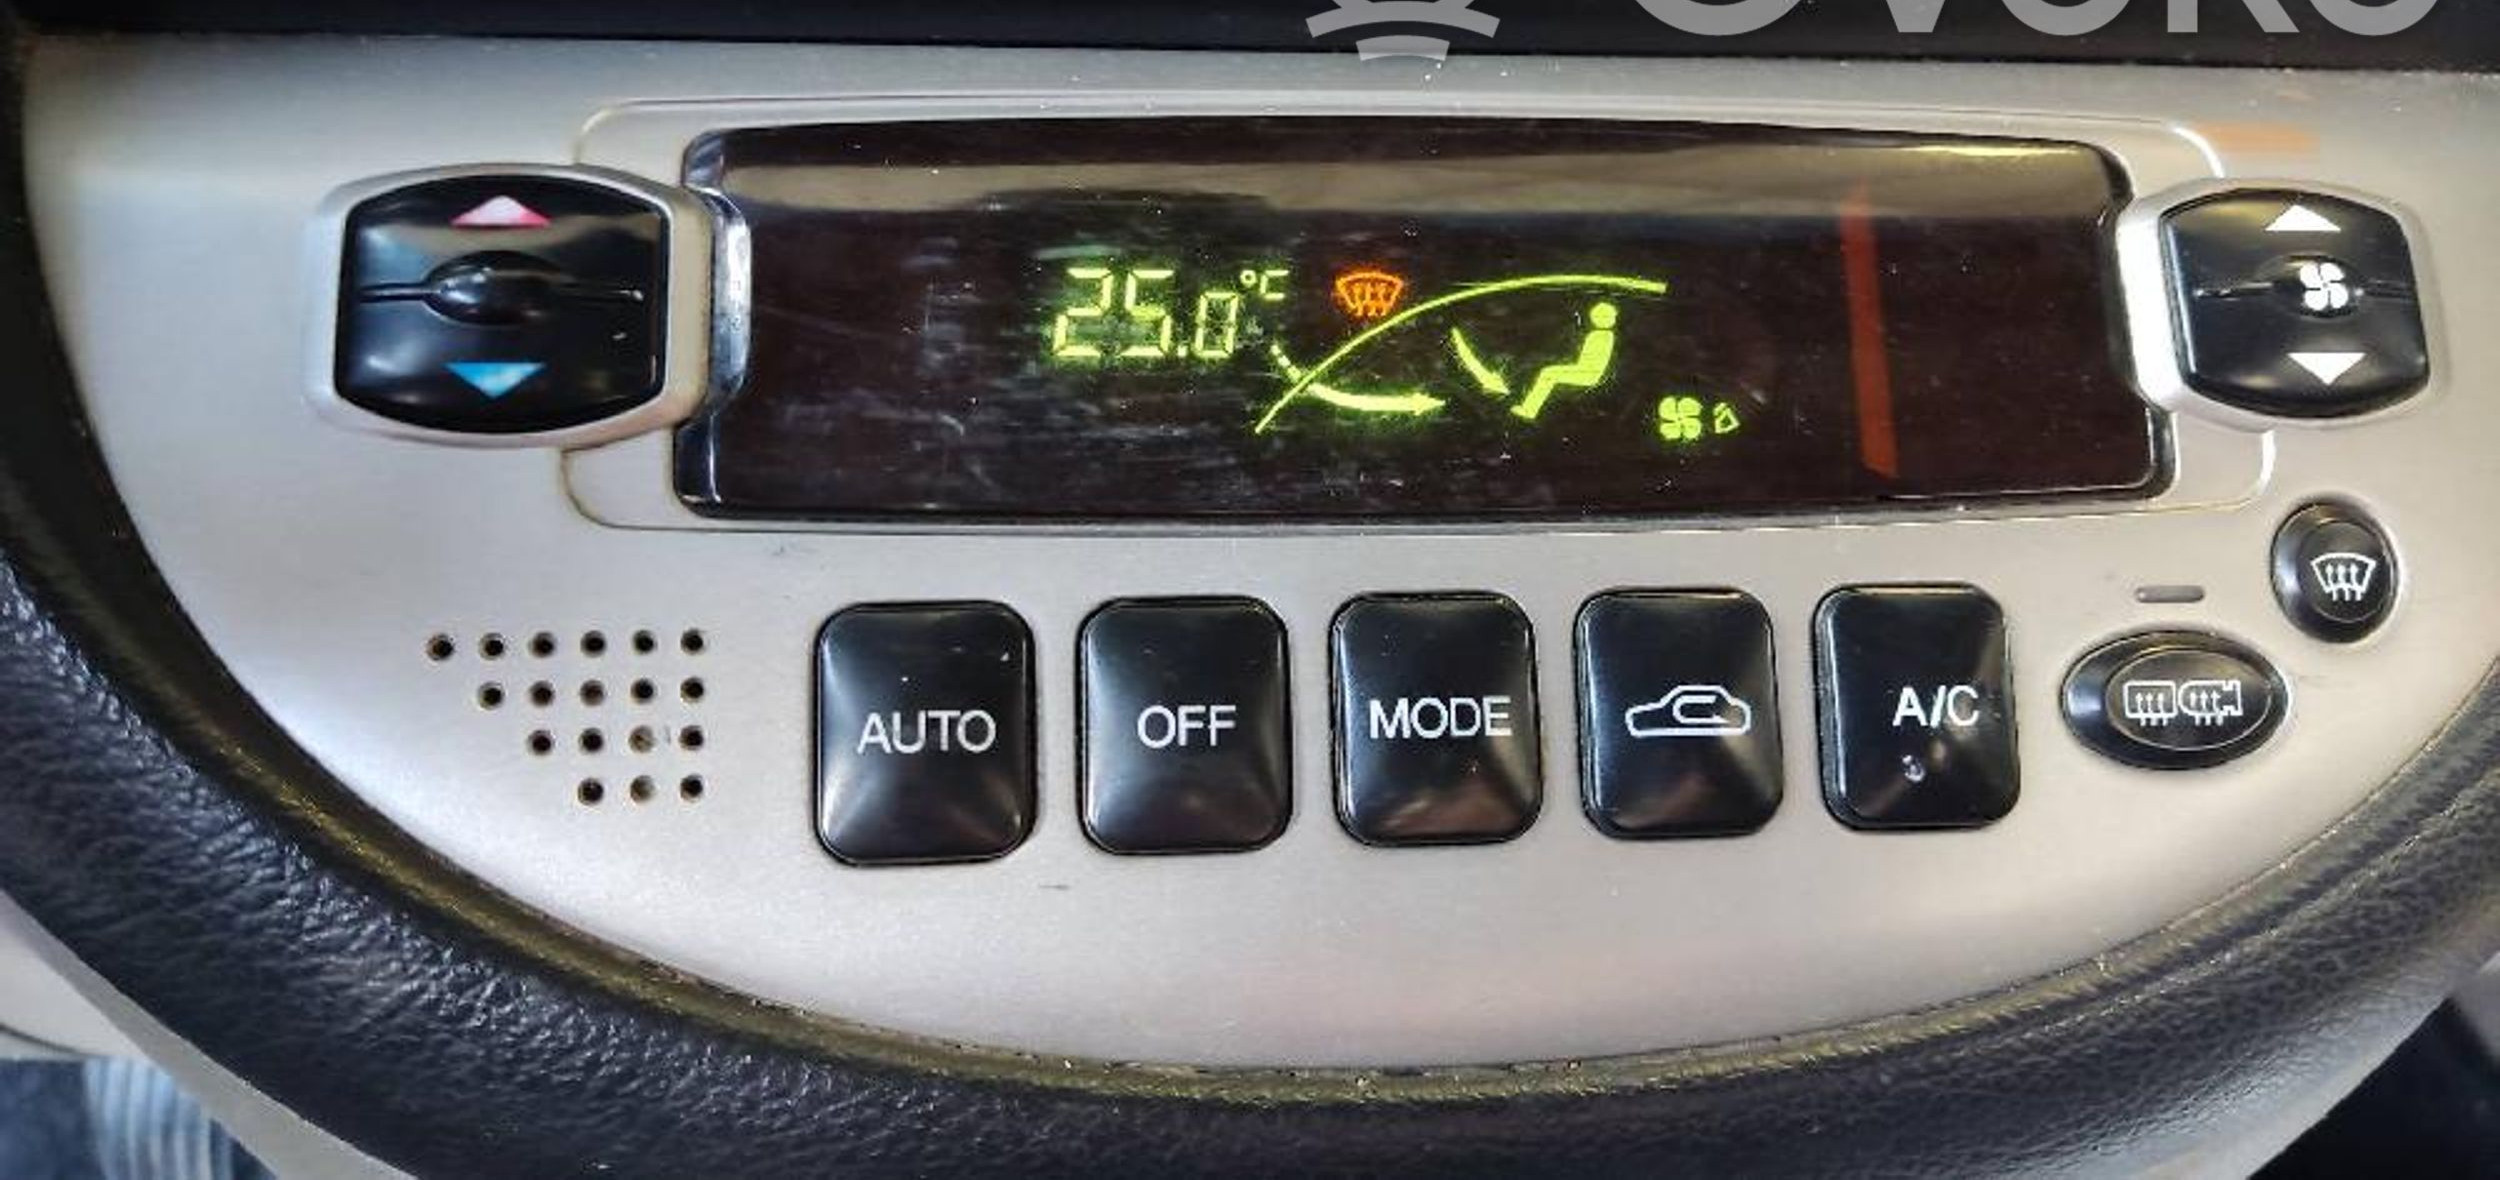 25.0°C
AUTO
OFF
MODE
A/C